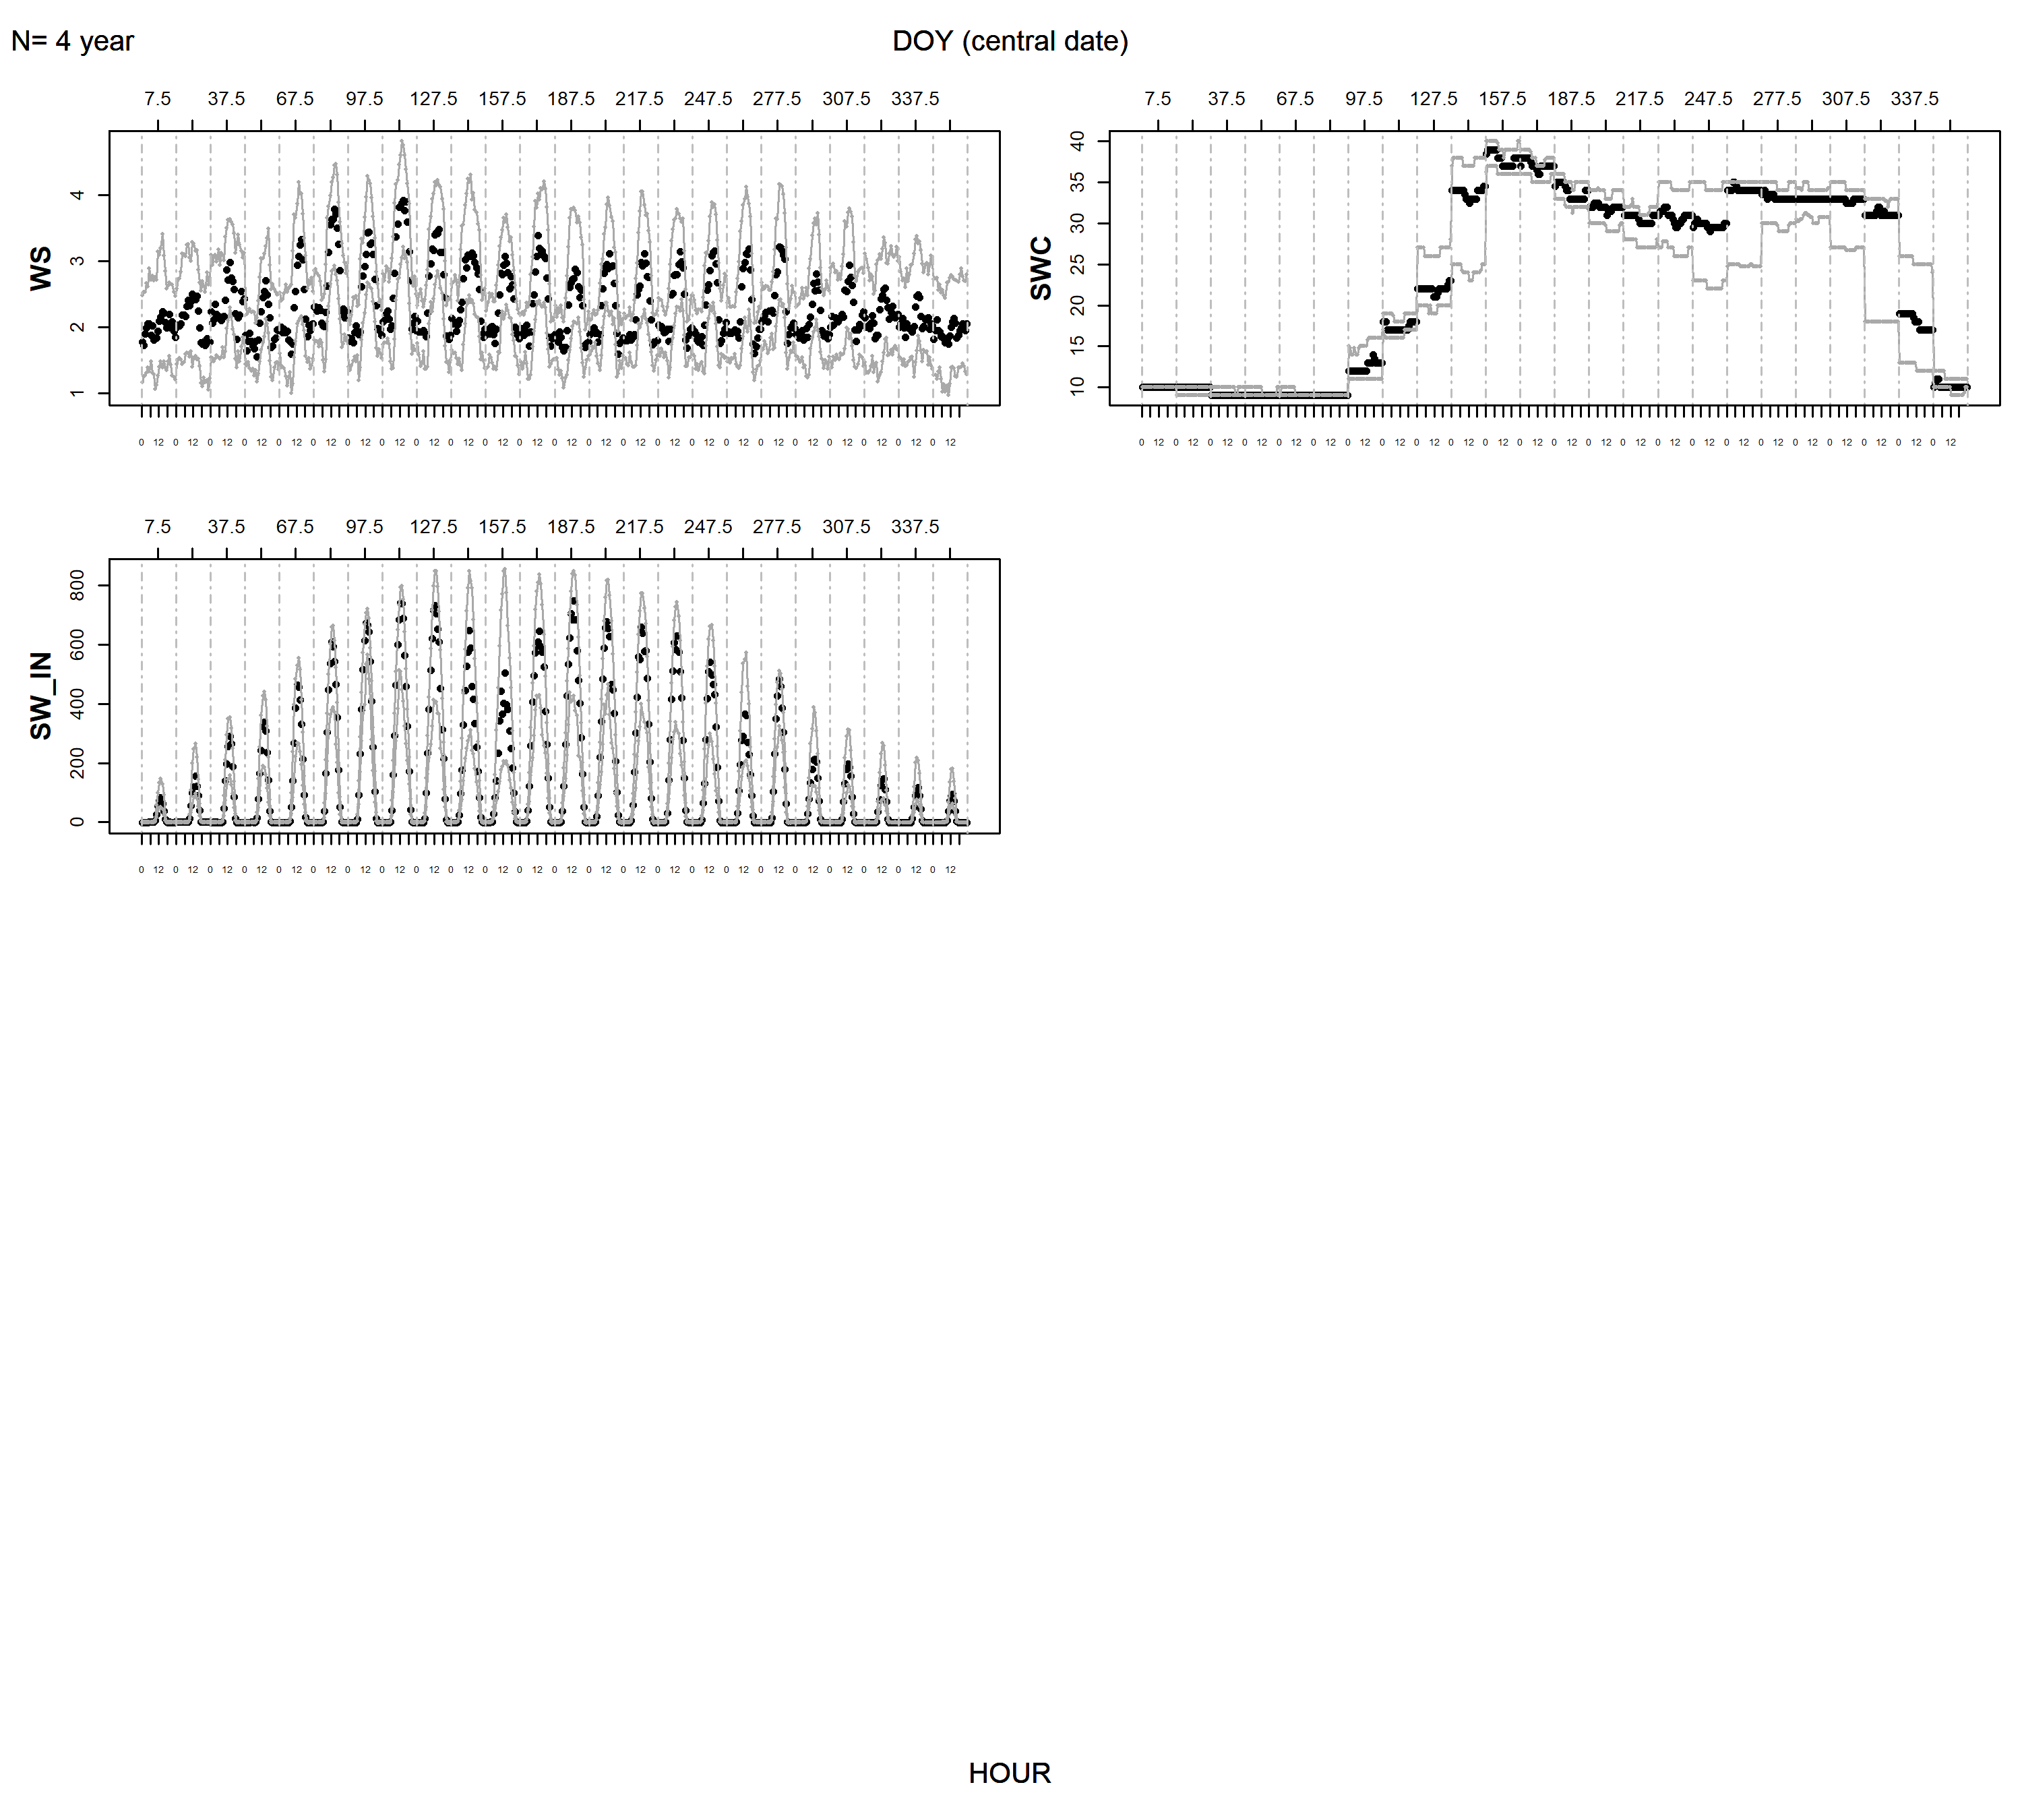 N= 4 year
DOY (central date)
7.5 37.5 67.5 97.5 127.5 157.5 187.5 217.5 247.5 277.5 307.5 337.5
WS
4
3
2
1
0 12 0 12 0 12 0 12 0 12 0 12 0 12 0 12 0 12 0 12 0 12 0 12 0 12 0 12 0 12 0 12 0 12 0 12 0 12 0 12 0 12 0 12 0 12 0 12
7.5 37.5 67.5 97.5 127.5 157.5 187.5 217.5 247.5 277.5 307.5 337.5
SWC
40
35
30
25
20
15
10
0 12 0 12 0 12 0 12 0 12 0 12 0 12 0 12 0 12 0 12 0 12 0 12 0 12 0 12 0 12 0 12 0 12 0 12 0 12 0 12 0 12 0 12 0 12 0 12
7.5 37.5 67.5 97.5 127.5 157.5 187.5 217.5 247.5 277.5 307.5 337.5
SW_IN
800
600
400
200
0
0 12 0 12 0 12 0 12 0 12 0 12 0 12 0 12 0 12 0 12 0 12 0 12 0 12 0 12 0 12 0 12 0 12 0 12 0 12 0 12 0 12 0 12 0 12 0 12
HOUR